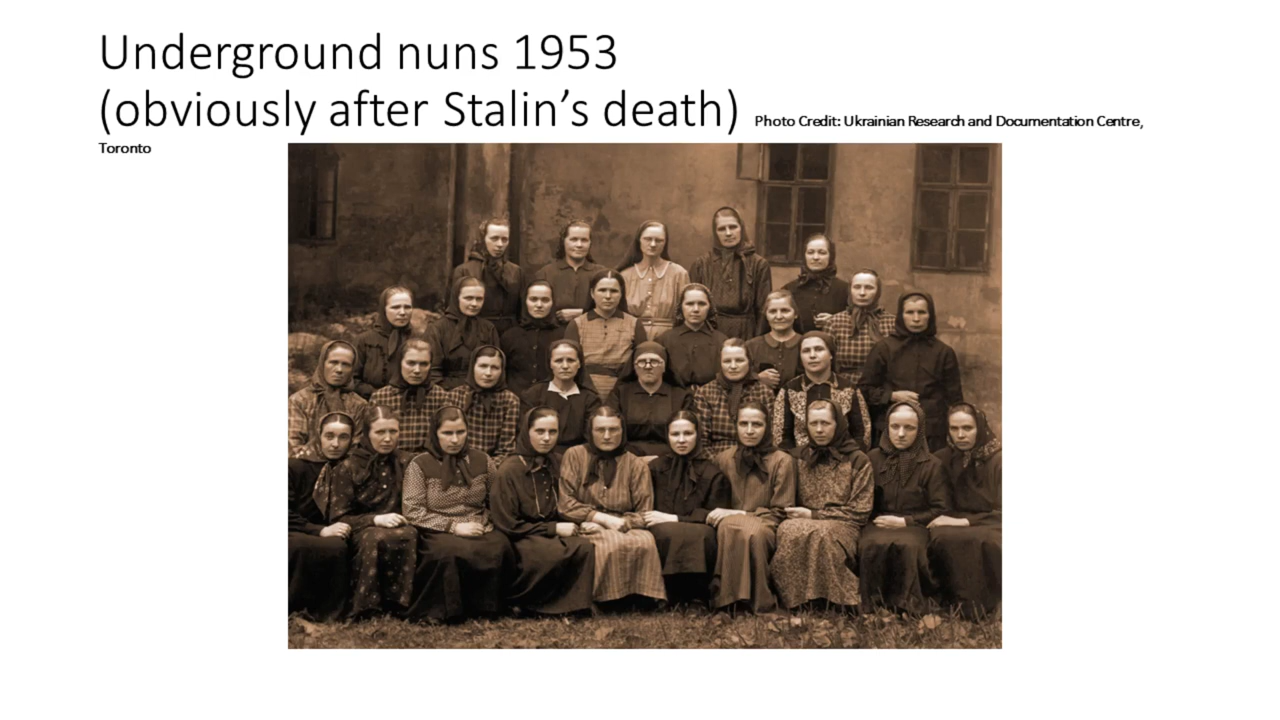 Underground nuns 1953
(obviously after Stalin’s death) Photo Credit: Ukrainian Research and Documentation Centre,
Toronto